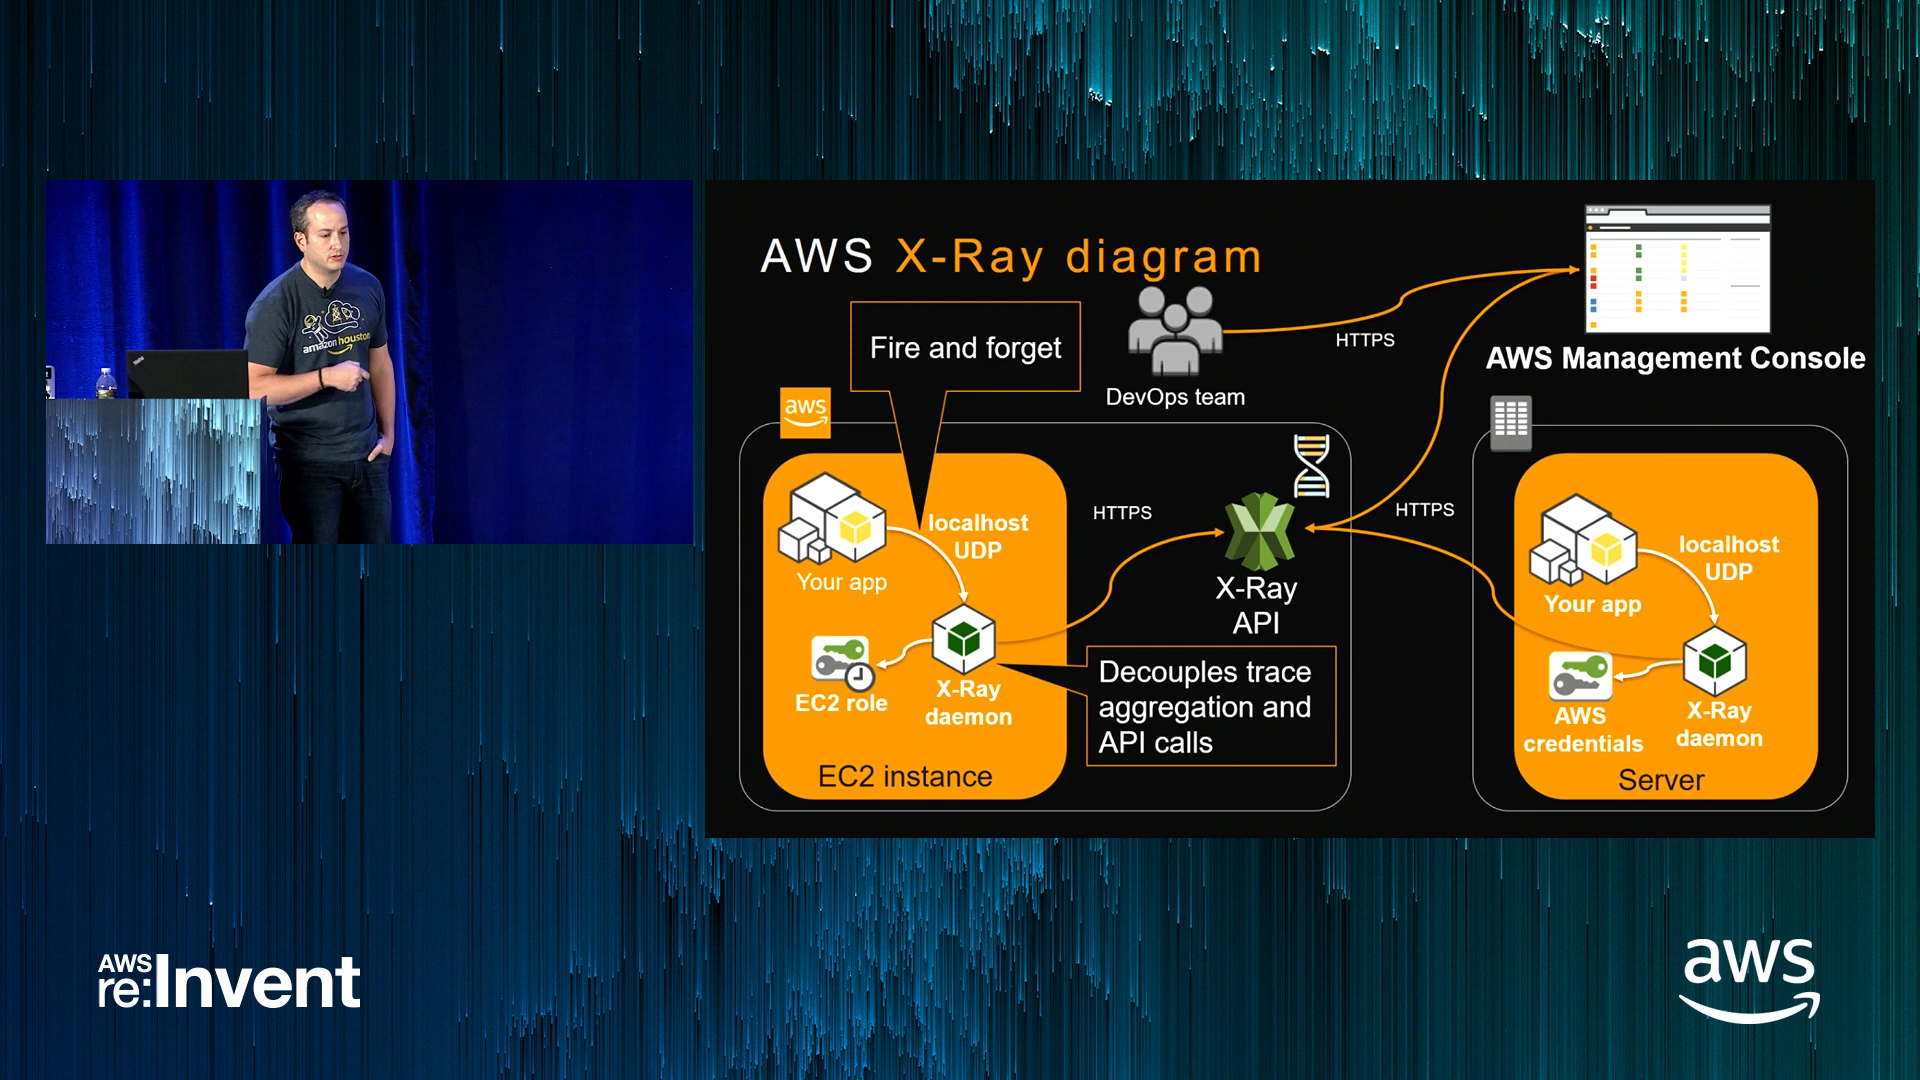 AWS X-Ray diagram
Fire and forget
DevOps team
HTTPS
AWS Management Console
aws
localhost
UDP
Your app
EC2 role
X-Ray
daemon
EC2 instance
HTTPS
X-Ray
API
Decouples trace
aggregation and
API calls
HTTPS
localhost
UDP
Your app
AWS
credentials
X-Ray
daemon
Server
amazon houston
AWS
re:Invent
aws